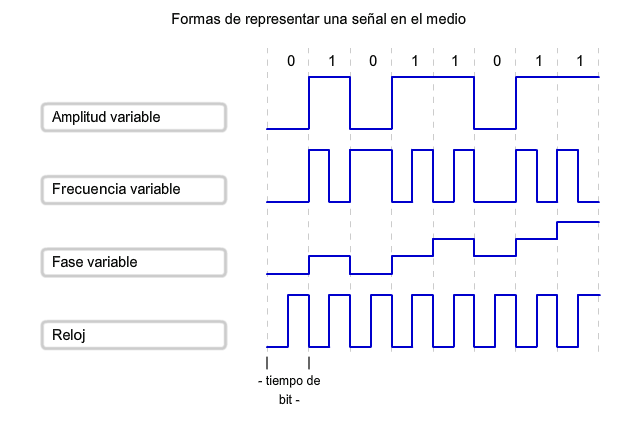 Formas de representar una señal en el medio
0 1 0 1 1 0 1 1
Amplitud variable
Frecuencia variable
Fase variable
Reloj
- tiempo de
bit -